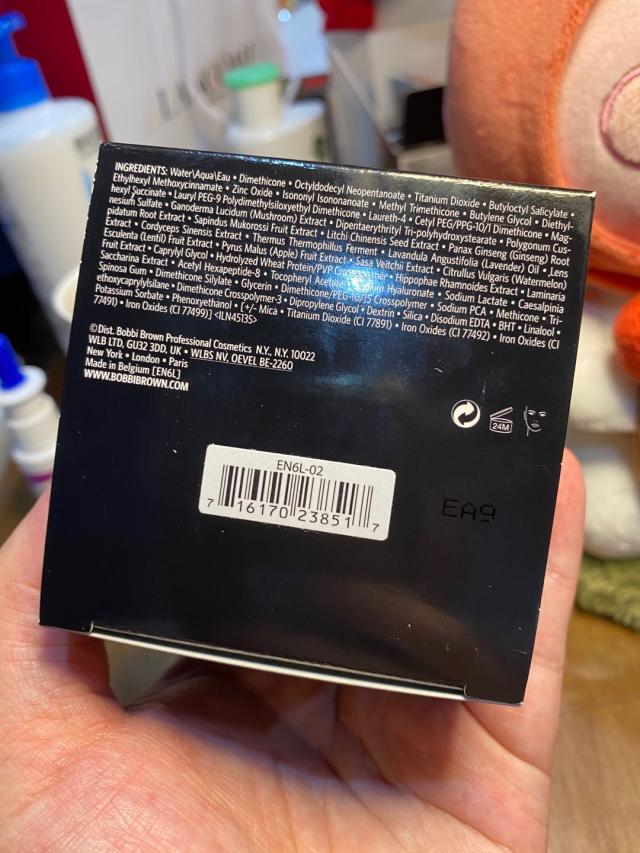 INGREDIENTS: Water\Aqua\Eau • Dimethicone • Octyldodecyl Neopentanoate • Titanium Dioxide • Butyloctyl Salicylate •
Ethylhexyl Methoxycinnamate • Zinc Oxide • Isononyl Isononanoate • Methyl Trimethicone • Butylene Glycol • Diethyl-
hexyl Succinate • Lauryl PEG-9 Polydimethylsiloxyethyl Dimethicone • Laureth-4 • Cetyl PEG/PPG-10/1 Dimethicone • Mag-
nesium Sulfate • Ganoderma Lucidum (Mushroom) Extract • Dipentaerythrityl Tri-polyhydroxystearate • Polygonum Cus-
pidatum Root Extract • Sapindus Mukorossi Fruit Extract • Litchi Chinensis Seed Extract • Panax Ginseng (Ginseng) Root
Extract • Cordyceps Sinensis Extract • Thermus Thermophillus Ferment • Lavandula Angustifolia (Lavender) Oil • Lens
Esculenta (Lentil) Fruit Extract • Pyrus Malus (Apple) Fruit Extract • Sasa Veitchii Extract • Citrullus Vulgaris (Watermelon)
Fruit Extract • Caprylyl Glycol • Hydrolyzed Wheat Protein/PVP • Hippophae Rhamnoides Extract • Laminaria
Saccharina Extract • Acetyl Hexapeptide-8 • Tocopheryl Acetate • Sodium Hyaluronate • Sodium Lactate • Caesalpinia
Spinosa Gum • Dimethicone Silylate • Glycerin • Dimethicone/PEG-10/15 Crosspolymer • Sodium PCA • Methicone • Tri-
ethoxycaprylylsilane • Dimethicone Crosspolymer-3 • Dipropylene Glycol • Dextrin • Silica • Disodium EDTA • BHT • Linalool •
Potassium Sorbate • Phenoxyethanol • [+/- Mica • Titanium Dioxide (CI 77891) • Iron Oxides (CI 77492) • Iron Oxides (CI
77491) • Iron Oxides (CI 77499)] <ILN45135>
©Dist. Bobbi Brown Professional Cosmetics N.Y., N.Y. 10022
WLB LTD, GU32 3DD, UK • WLBS NV, OEVEL BE-2260
New York • London • Paris
Made in Belgium [EN6L]
WWW.BOBBIBROWN.COM
24M
EN6L-02
7 16170 23851 7
EA9